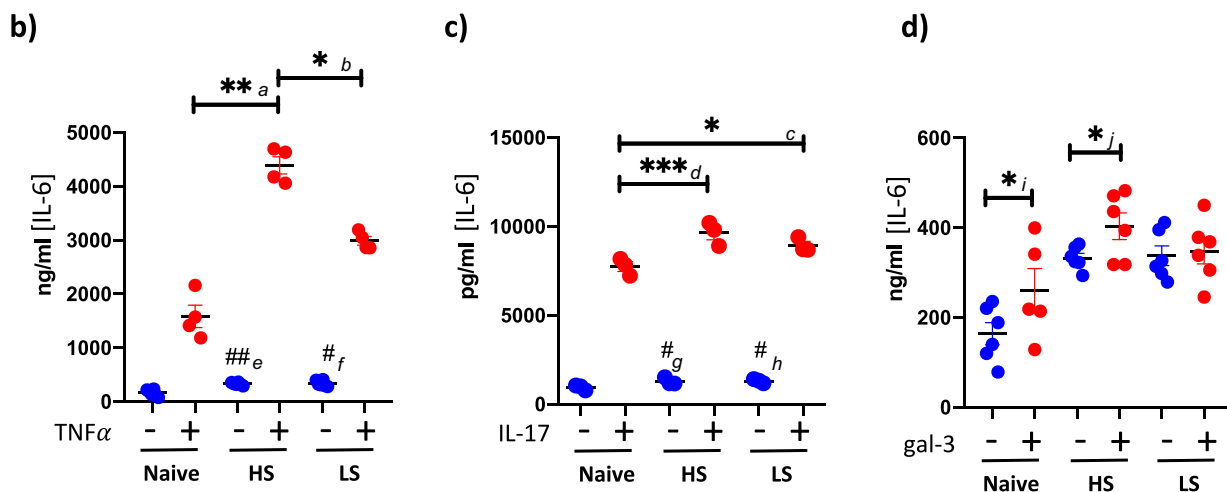 b)
** a
* b
ng/ml [IL-6]
5000
4000
3000
2000
1000
0
## e
# f
TNFα - + - + - +
Naive HS LS
c)
* c
*** d
pg/ml [IL-6]
15000
10000
5000
0
# g
# h
IL-17 - + - + - +
Naive HS LS
d)
* j
* i
ng/ml [IL-6]
600
400
200
0
gal-3 - + - + - +
Naive HS LS